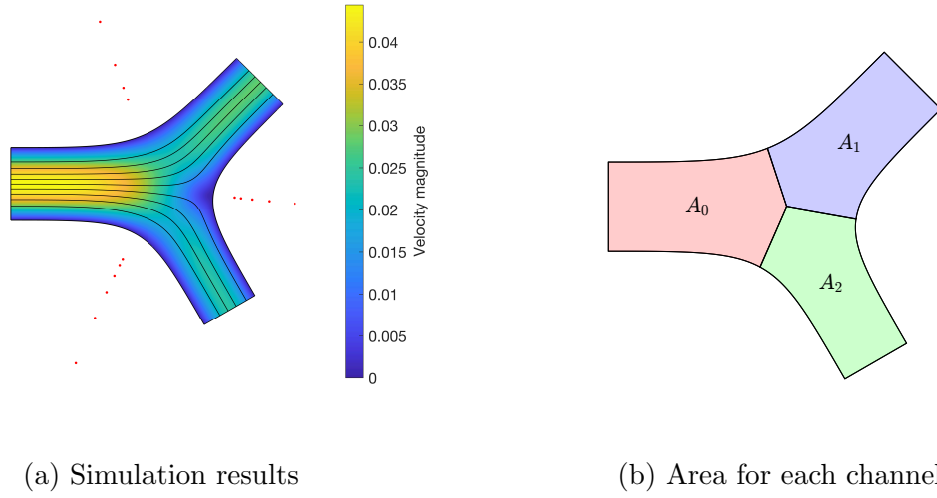 0.04
0.035
0.03
0.025
0.02
0.015
0.01
0.005
0
Velocity magnitude
A₀
A₁
A₂
(a) Simulation results
(b) Area for each channel